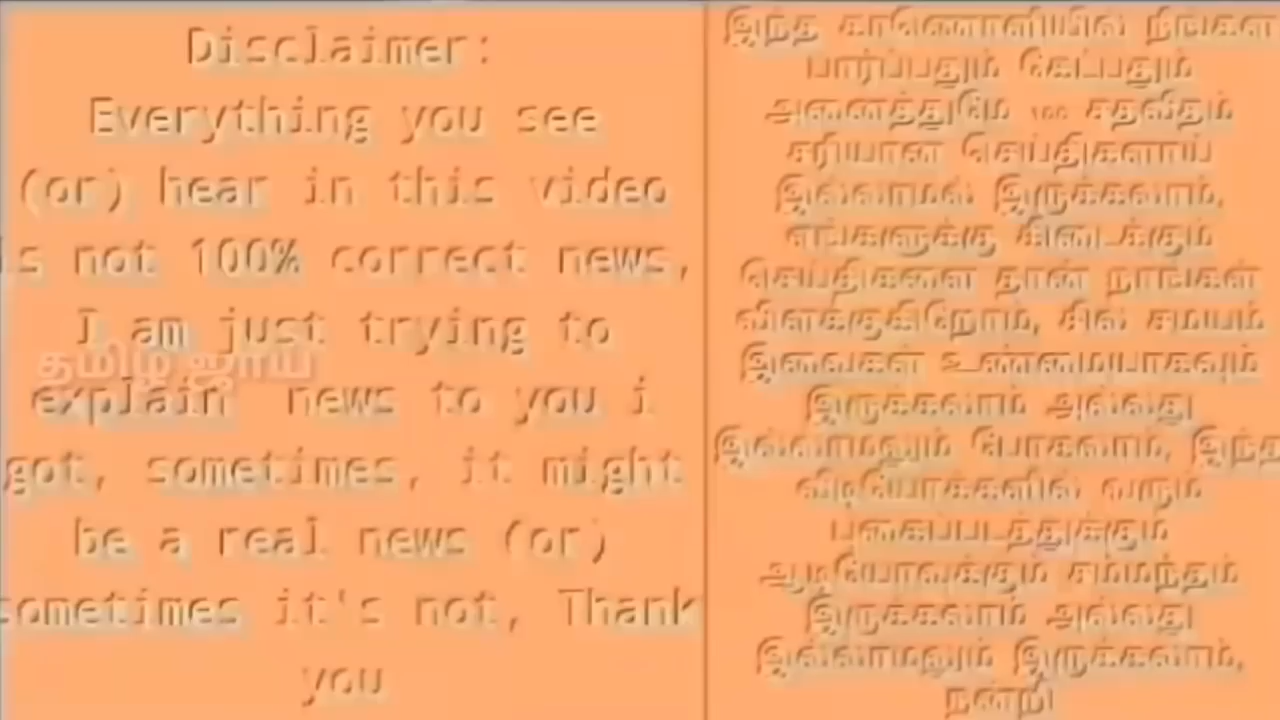 Disclaimer:
Everything you see
(or) hear in this video
is not 100% correct news,
I am just trying to
explain news to you i
got, sometimes, it might
be a real news (or)
sometimes it's not, Thank
you
தமிழ் ஜாய்
இந்த காணொளியில் நீங்கள்
பார்ப்பதும் கேட்பதும்
அனைத்துமே 100 சதவீதம்
சரியான செய்திகளாய்
இல்லாமல் இருக்கலாம்,
எங்களுக்கு கிடைக்கும்
செய்திகளை தான் நாங்கள்
விளக்குகிறோம், சில சமயம்
இவைகள் உண்மையாகவும்
இருக்கலாம் அல்லது
இல்லாமலும் போகலாம், இந்த
வீடியோக்களில் வரும்
புகைப்படத்துக்கும்
ஆடியோவுக்கும் சம்மந்தம்
இருக்கலாம் அல்லது
இல்லாமலும் இருக்கலாம்,
நன்றி